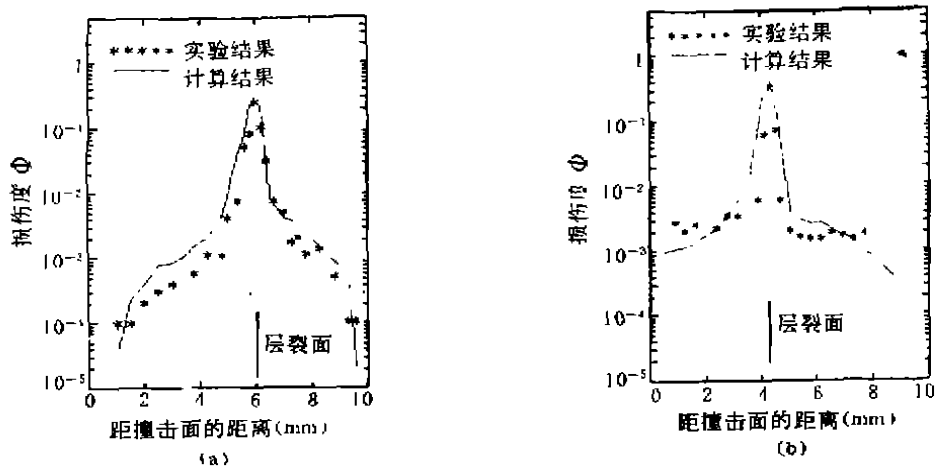 ***** 实验结果
—— 计算结果
1
10⁻¹
10⁻²
10⁻³
10⁻⁴
10⁻⁵
损伤度 Φ
层裂面
0 2 4 6 8 10
距撞击面的距离(mm)
(a)
***** 实验结果
—— 计算结果
1
10⁻¹
10⁻²
10⁻³
10⁻⁴
10⁻⁵
损伤度 Φ
层裂面
0 2 4 6 8 10
距撞击面的距离(mm)
(b)